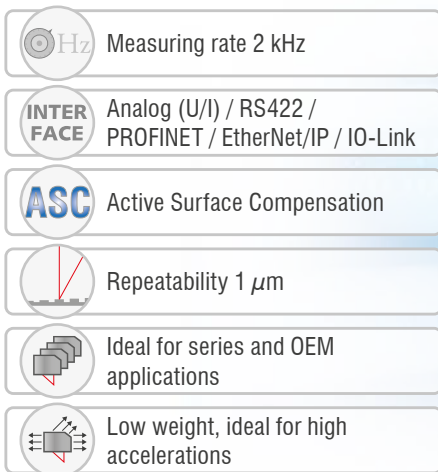 Hz
Measuring rate 2 kHz
INTER
FACE
Analog (U/I) / RS422 /
PROFINET / EtherNet/IP / IO-Link
ASC
Active Surface Compensation
Repeatability 1 μm
Ideal for series and OEM
applications
Low weight, ideal for high
accelerations